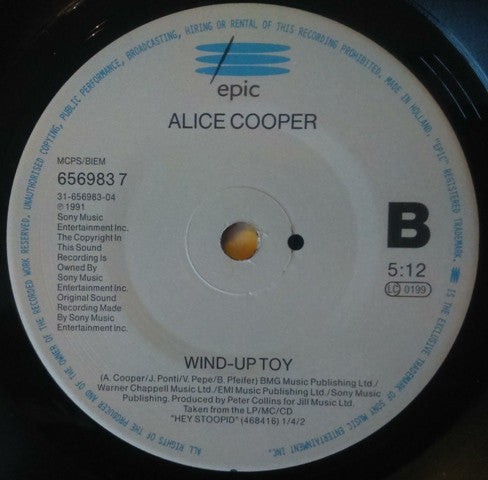 epic
ALICE COOPER
MCPS/BIEM
656983 7
31-656983-04
℗ 1991
Sony Music
Entertainment Inc.
The Copyright In
This Sound
Recording Is
Owned By
Sony Music
Entertainment Inc.
Original Sound
Recording Made
By Sony Music
Entertainment Inc.
B
5:12
LC 0199
WIND-UP TOY
(A. Cooper/J. Ponti/V. Pepe/B. Pfeifer) BMG Music Publishing Ltd./
Warner Chappell Music Ltd./EMI Music Publishing Ltd./Sony Music
Publishing. Produced by Peter Collins for Jill Music Ltd.
Taken from the LP/MC/CD
"HEY STOOPID" (468416) 1/4/2
ALL RIGHTS OF THE PRODUCER AND OF THE OWNER OF THE RECORDED WORK RESERVED. UNAUTHORISED COPYING, PUBLIC PERFORMANCE, BROADCASTING, HIRING OR RENTAL OF THIS RECORDING PROHIBITED. MADE IN HOLLAND. "EPIC" REGISTERED TRADEMARK. IS THE EXCLUSIVE TRADEMARK OF SONY MUSIC ENTERTAINMENT INC.